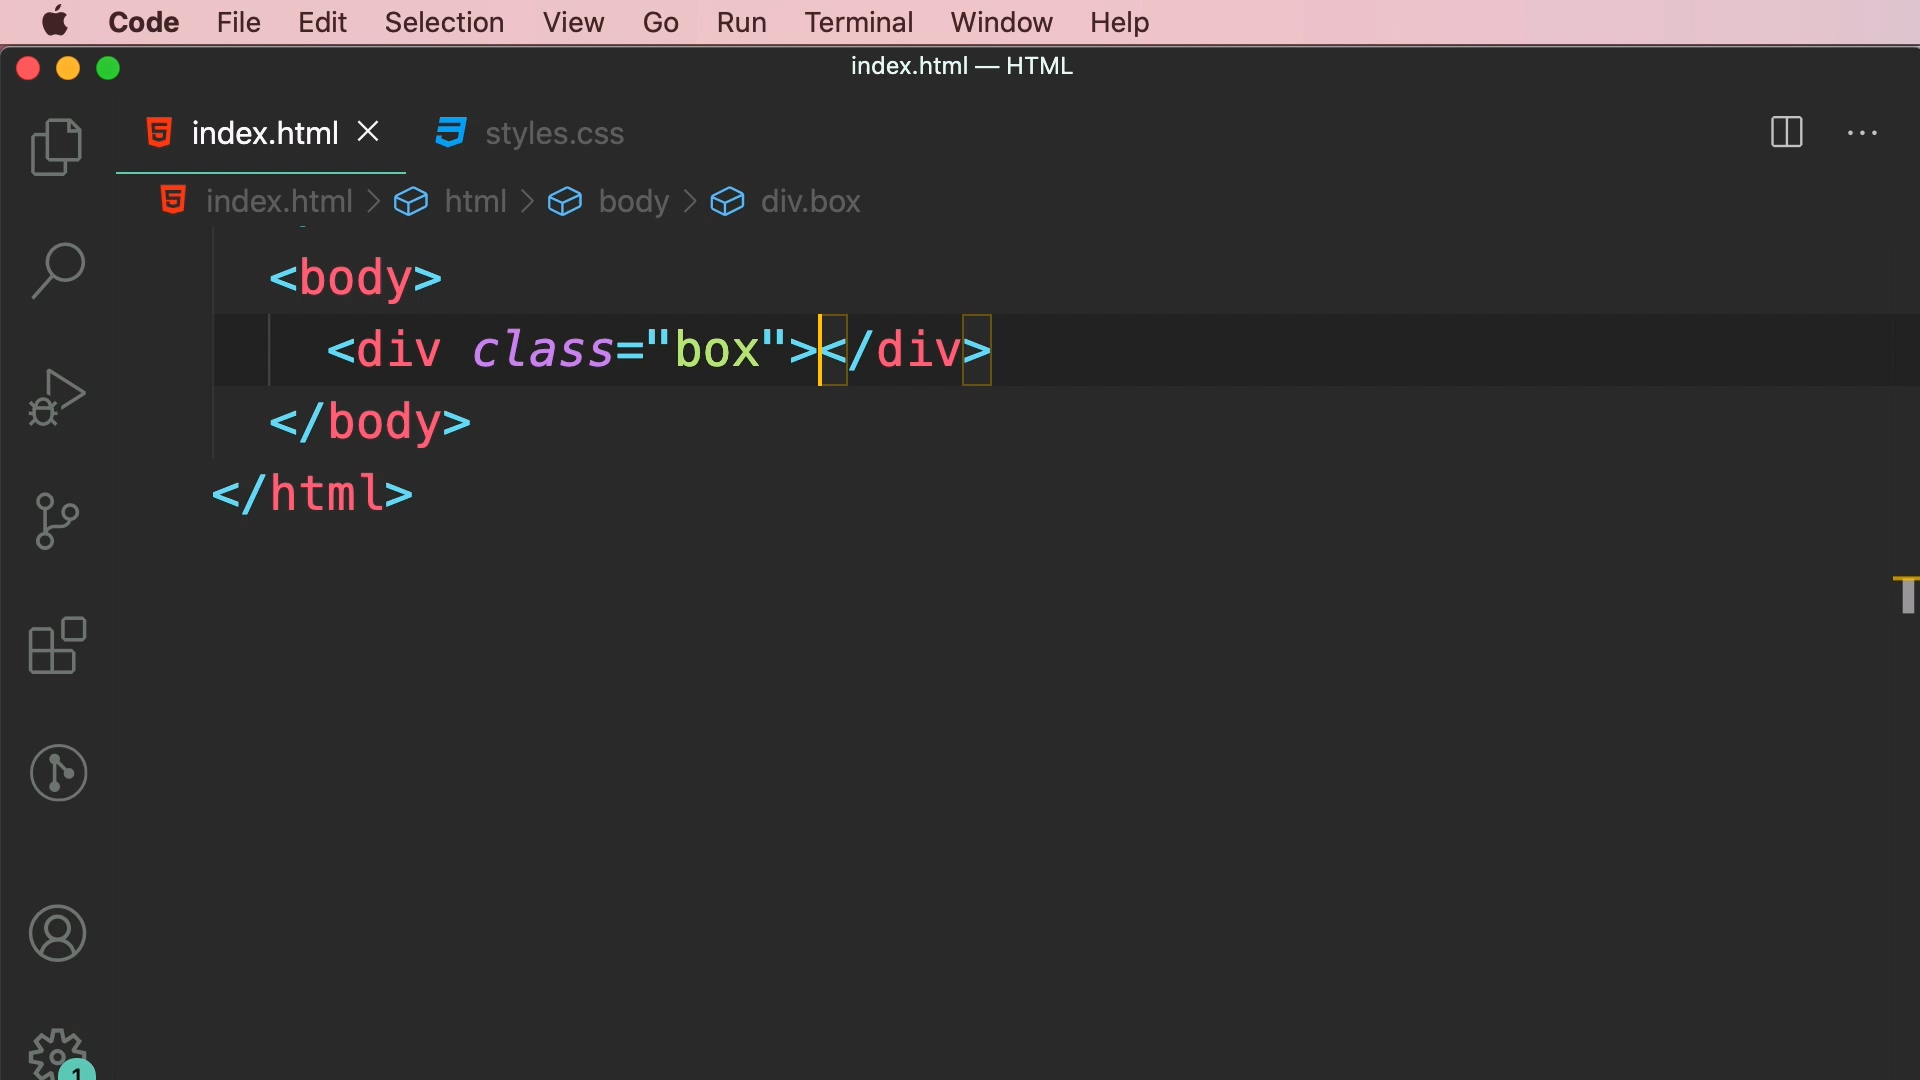 Code File Edit Selection View Go Run Terminal Window Help
index.html — HTML
index.html styles.css
index.html > html > body > div.box
<body>
<div class="box"></div>
</body>
</html>
1